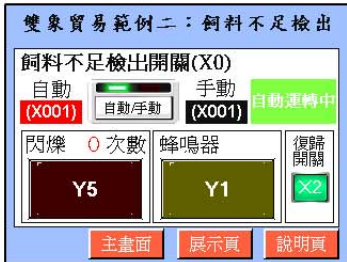 雙象貿易範例二：飼料不足檢出
飼料不足檢出開關(X0)
自動 手動
(X001) 自動/手動 (X001) 自動運轉中
閃爍 0 次數 蜂鳴器 復歸
開關
Y5 Y1 X2
主畫面 展示頁 說明頁